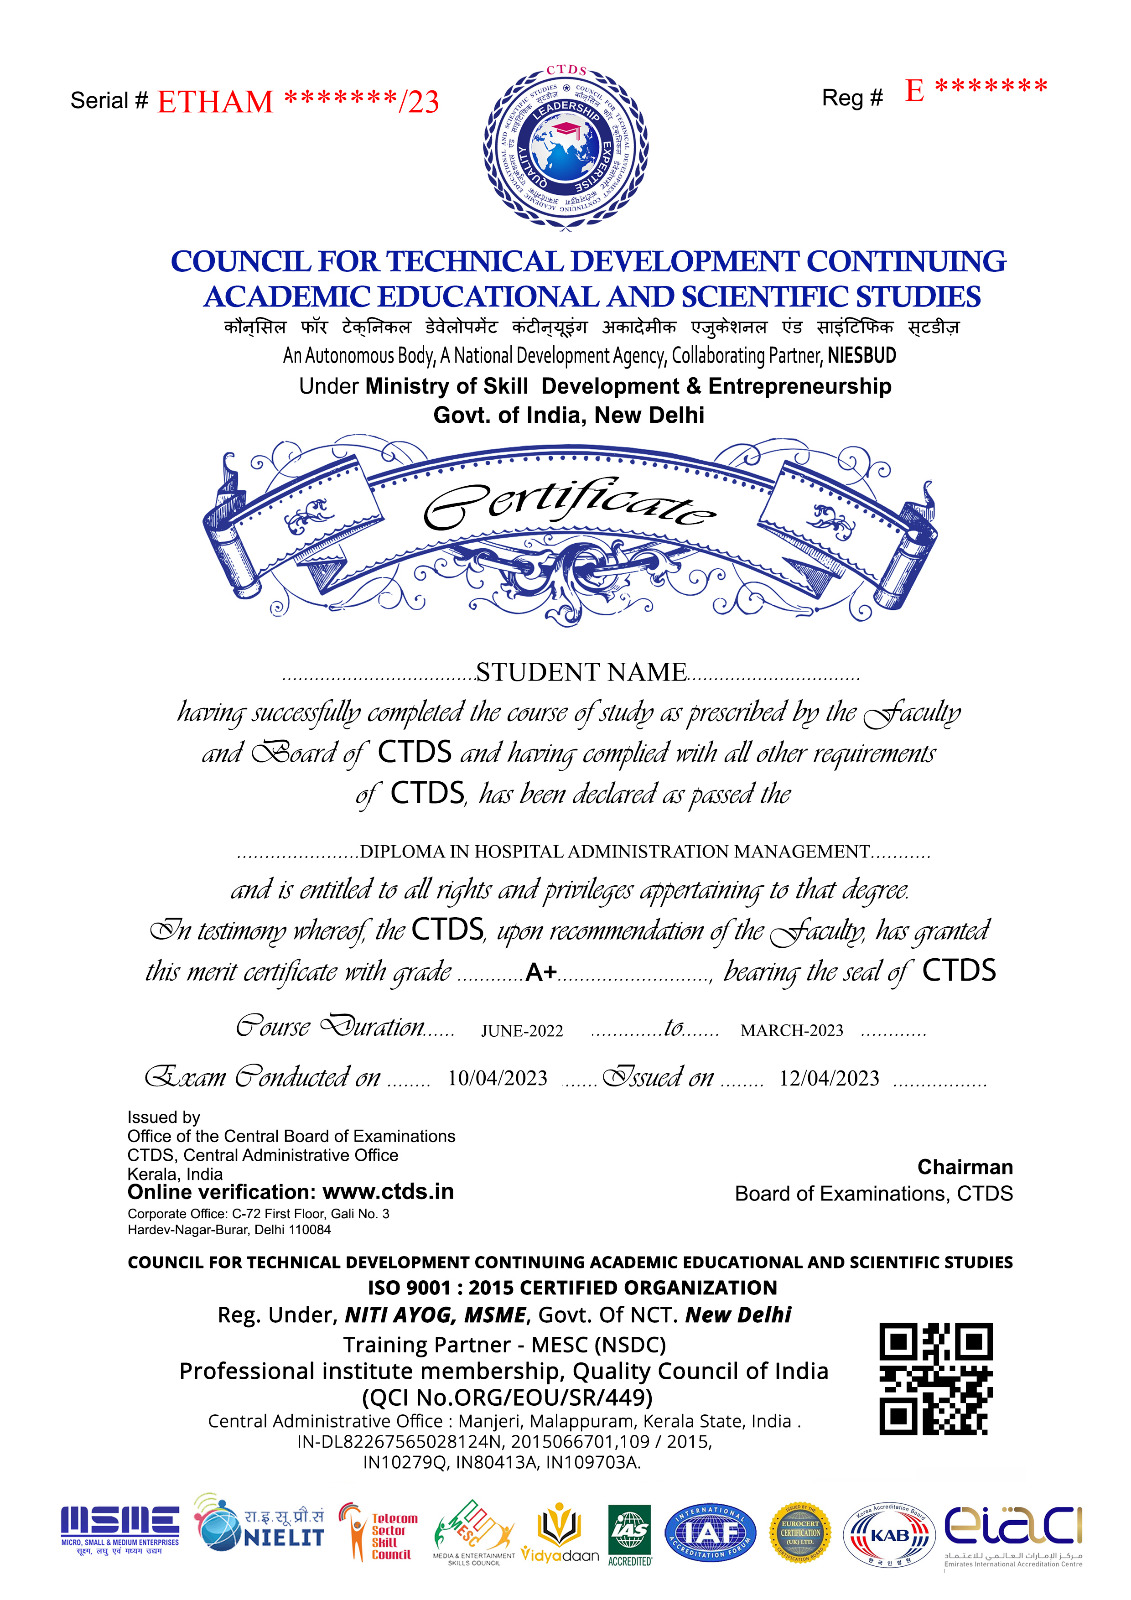 Serial # ETHAM *******/23
Reg # E *******
CTDS
LEADERSHIP
QUALITY
EXPERTISE
COUNCIL FOR TECHNICAL DEVELOPMENT CONTINUING
ACADEMIC EDUCATIONAL AND SCIENTIFIC STUDIES
कौन्सिल फॉर टेक्निकल डेवेलोपमेंट कंटीन्यूइंग अकादेमीक एजुकेशनल एंड साइंटिफिक स्टडीज़
An Autonomous Body, A National Development Agency, Collaborating Partner, NIESBUD
Under Ministry of Skill Development & Entrepreneurship
Govt. of India, New Delhi
Certificate
STUDENT NAME
having successfully completed the course of study as prescribed by the Faculty
and Board of CTDS and having complied with all other requirements
of CTDS, has been declared as passed the
DIPLOMA IN HOSPITAL ADMINISTRATION MANAGEMENT
and is entitled to all rights and privileges appertaining to that degree.
In testimony whereof, the CTDS, upon recommendation of the Faculty, has granted
this merit certificate with grade ............A+..........................., bearing the seal of CTDS
Course Duration...... JUNE-2022 .............to....... MARCH-2023 ............
Exam Conducted on ........ 10/04/2023 ...... Issued on ........ 12/04/2023 .................
Issued by
Office of the Central Board of Examinations
CTDS, Central Administrative Office
Kerala, India
Online verification: www.ctds.in
Corporate Office: C-72 First Floor, Gali No. 3
Hardev-Nagar-Burar, Delhi 110084
Chairman
Board of Examinations, CTDS
COUNCIL FOR TECHNICAL DEVELOPMENT CONTINUING ACADEMIC EDUCATIONAL AND SCIENTIFIC STUDIES
ISO 9001 : 2015 CERTIFIED ORGANIZATION
Reg. Under, NITI AYOG, MSME, Govt. Of NCT. New Delhi
Training Partner - MESC (NSDC)
Professional institute membership, Quality Council of India
(QCI No.ORG/EOU/SR/449)
Central Administrative Office : Manjeri, Malappuram, Kerala State, India .
IN-DL82267565028124N, 2015066701,109 / 2015,
IN10279Q, IN80413A, IN109703A.
MSME
MICRO, SMALL & MEDIUM ENTERPRISES
सूक्ष्म, लघु एवं मध्यम उद्यम
रा.इ.सू.प्रौ.सं
NIELIT
Telecom
Sector
Skill
Council
MESC
MEDIA & ENTERTAINMENT
SKILLS COUNCIL
Vidyadaan
IAS
ACCREDITED
INTERNATIONAL
IAF
ACCREDITATION FORUM
EUROCERT
CERTIFICATION
(UK) LTD.
Korea Accreditation Board
KAB
한국인정원
eiaci
مركز الإمارات العالمي للاعتماد
Emirates International Accreditation Centre